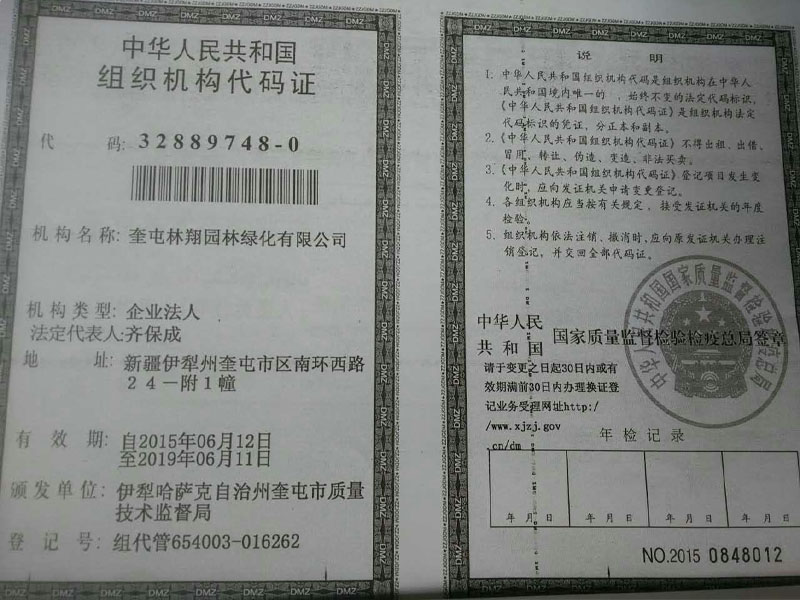 中华人民共和国
组织机构代码证
代 码: 32889748-0
机构名称: 奎屯林翔园林绿化有限公司
机构类型: 企业法人
法定代表人: 齐保成
地 址: 新疆伊犁州奎屯市区南环西路
24－附1幢
有 效 期: 自2015年06月12日
至2019年06月11日
颁发单位: 伊犁哈萨克自治州奎屯市质量
技术监督局
登 记 号: 组代管654003-016262
说 明
1. 中华人民共和国组织机构代码是组织机构在中华人
民共和国境内唯一的 、始终不变的法定代码标识,
《中华人民共和国组织机构代码证》是组织机构法定
代码标识的凭证, 分正本和副本.
2. 《中华人民共和国组织机构代码证》不得出租、出借、
冒用、转让、伪造、变造、非法买卖.
3. 《中华人民共和国组织机构代码证》登记项目发生变
化时, 应向发证机关申请变更登记.
4. 各组织机构应当按有关规定 , 接受发证机关的年度
检验.
5. 组织机构依法注销、撤消时, 应向原发证机关办理注
销登记, 并交回全部代码证.
中华人民
共和国 国家质量监督检验检疫总局签章
请于变更之日起30日内或有
效期满前30日内办理换证登
记业务受理网址http:/
/www.xjzj.gov
.cn/dm
年检记录
年 月 日 年 月 日 年 月 日 年 月 日
NO.2015 0848012